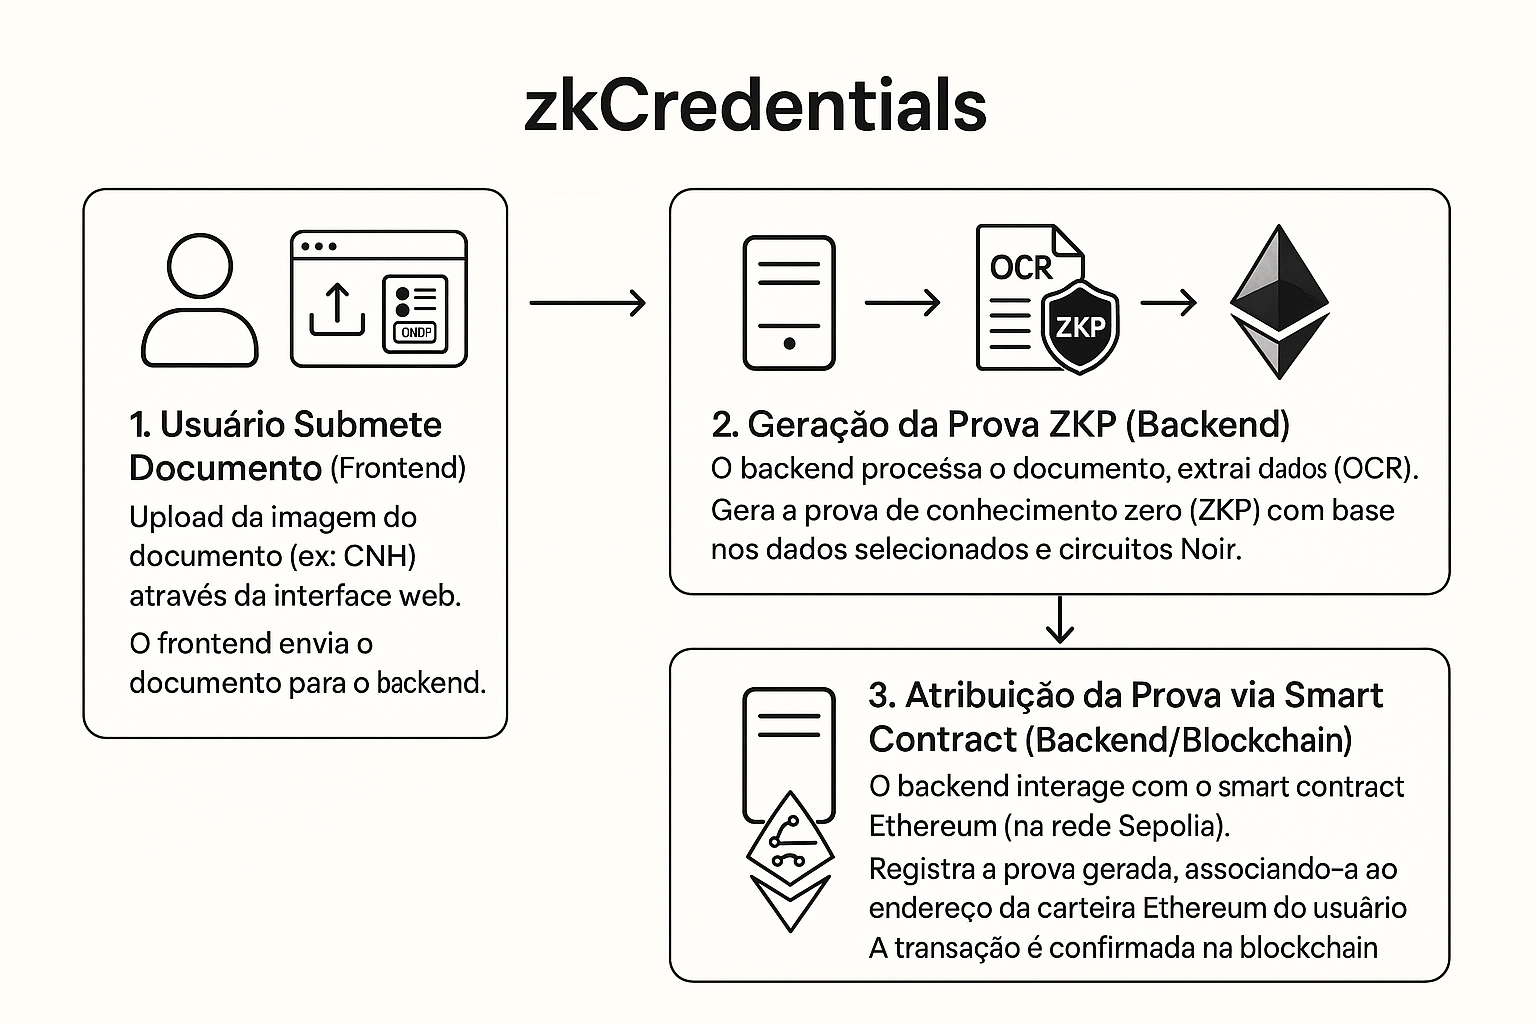 zkCredentials
ONDP
1. Usuário Submete
Documento (Frontend)
Upload da imagem do
documento (ex: CNH)
através da interface web.
O frontend envia o
documento para o backend.
OCR
ZKP
2. Geraçǎo da Prova ZKP (Backend)
O backend proceśsa o documento, extrai dados (OCR).
Gera a prova de conhecimento zero (ZKP) com base
nos dados selecionados e circuitos Noir.
3. Atribuiçǎo da Prova via Smart
Contract (Backend/Blockchain)
O backend interage com o smart contract
Ethereum (na rede Sepolia).
Registra a prova gerada, associando-a ao
endereço da carteira Ethereum do usuârio
A transação é confirmada na blockchain